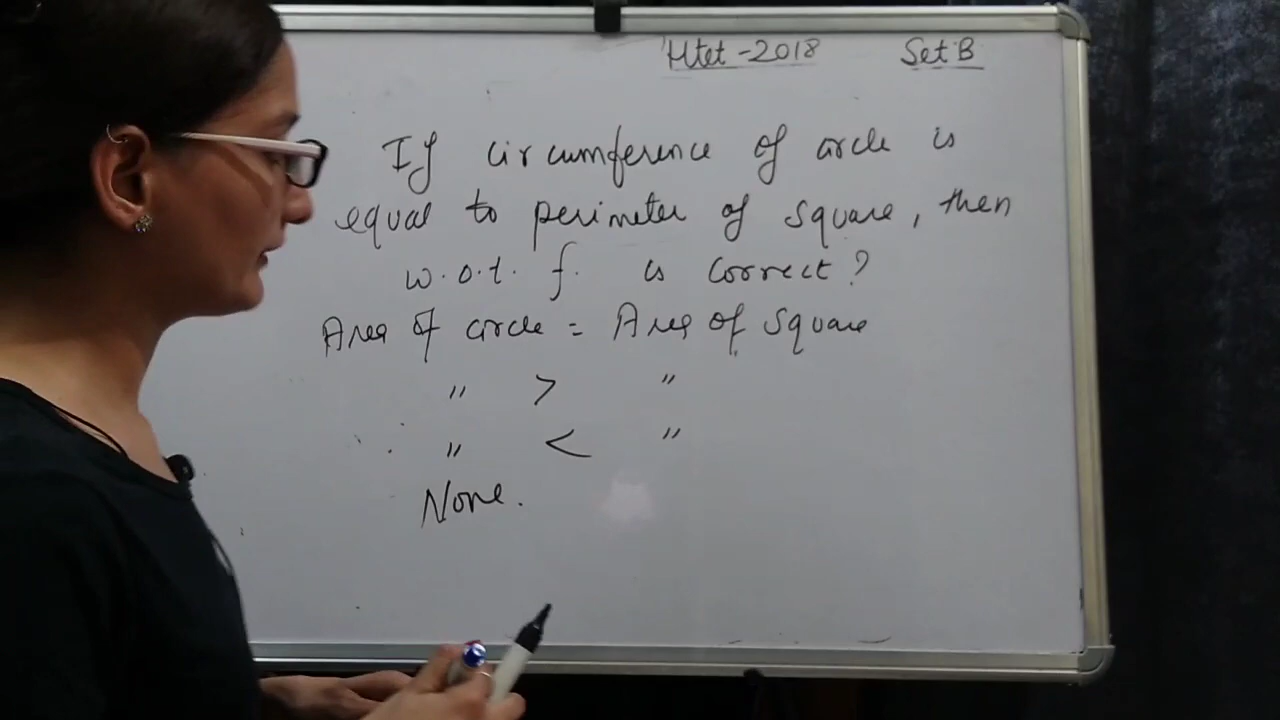 Htet-2018 Set B
If circumference of circle is
equal to perimeter of square, then
w.o.t. f. is correct?
Area of circle = Area of square
" > "
" < "
None.